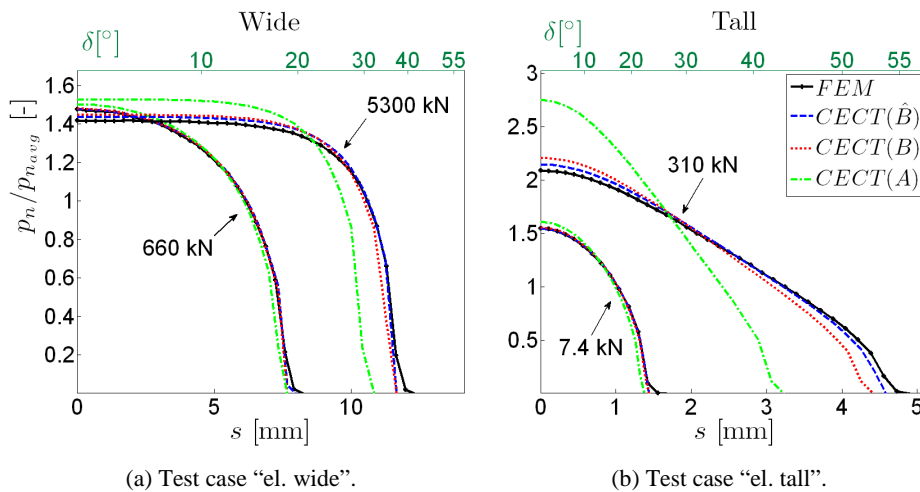 Wide
δ[°]
10 20 30 40 55
1.6
1.4
1.2
1
0.8
0.6
0.4
0.2
p_n/p_{n_{avg}} [-]
5300 kN
660 kN
0 5 10
s [mm]
(a) Test case “el. wide”.
Tall
δ[°]
10 20 30 50 55
3
2.5
2
1.5
1
0.5
FEM
CECT(B̂)
CECT(B)
CECT(A)
310 kN
7.4 kN
0 1 2 3 4 5
s [mm]
(b) Test case “el. tall”.